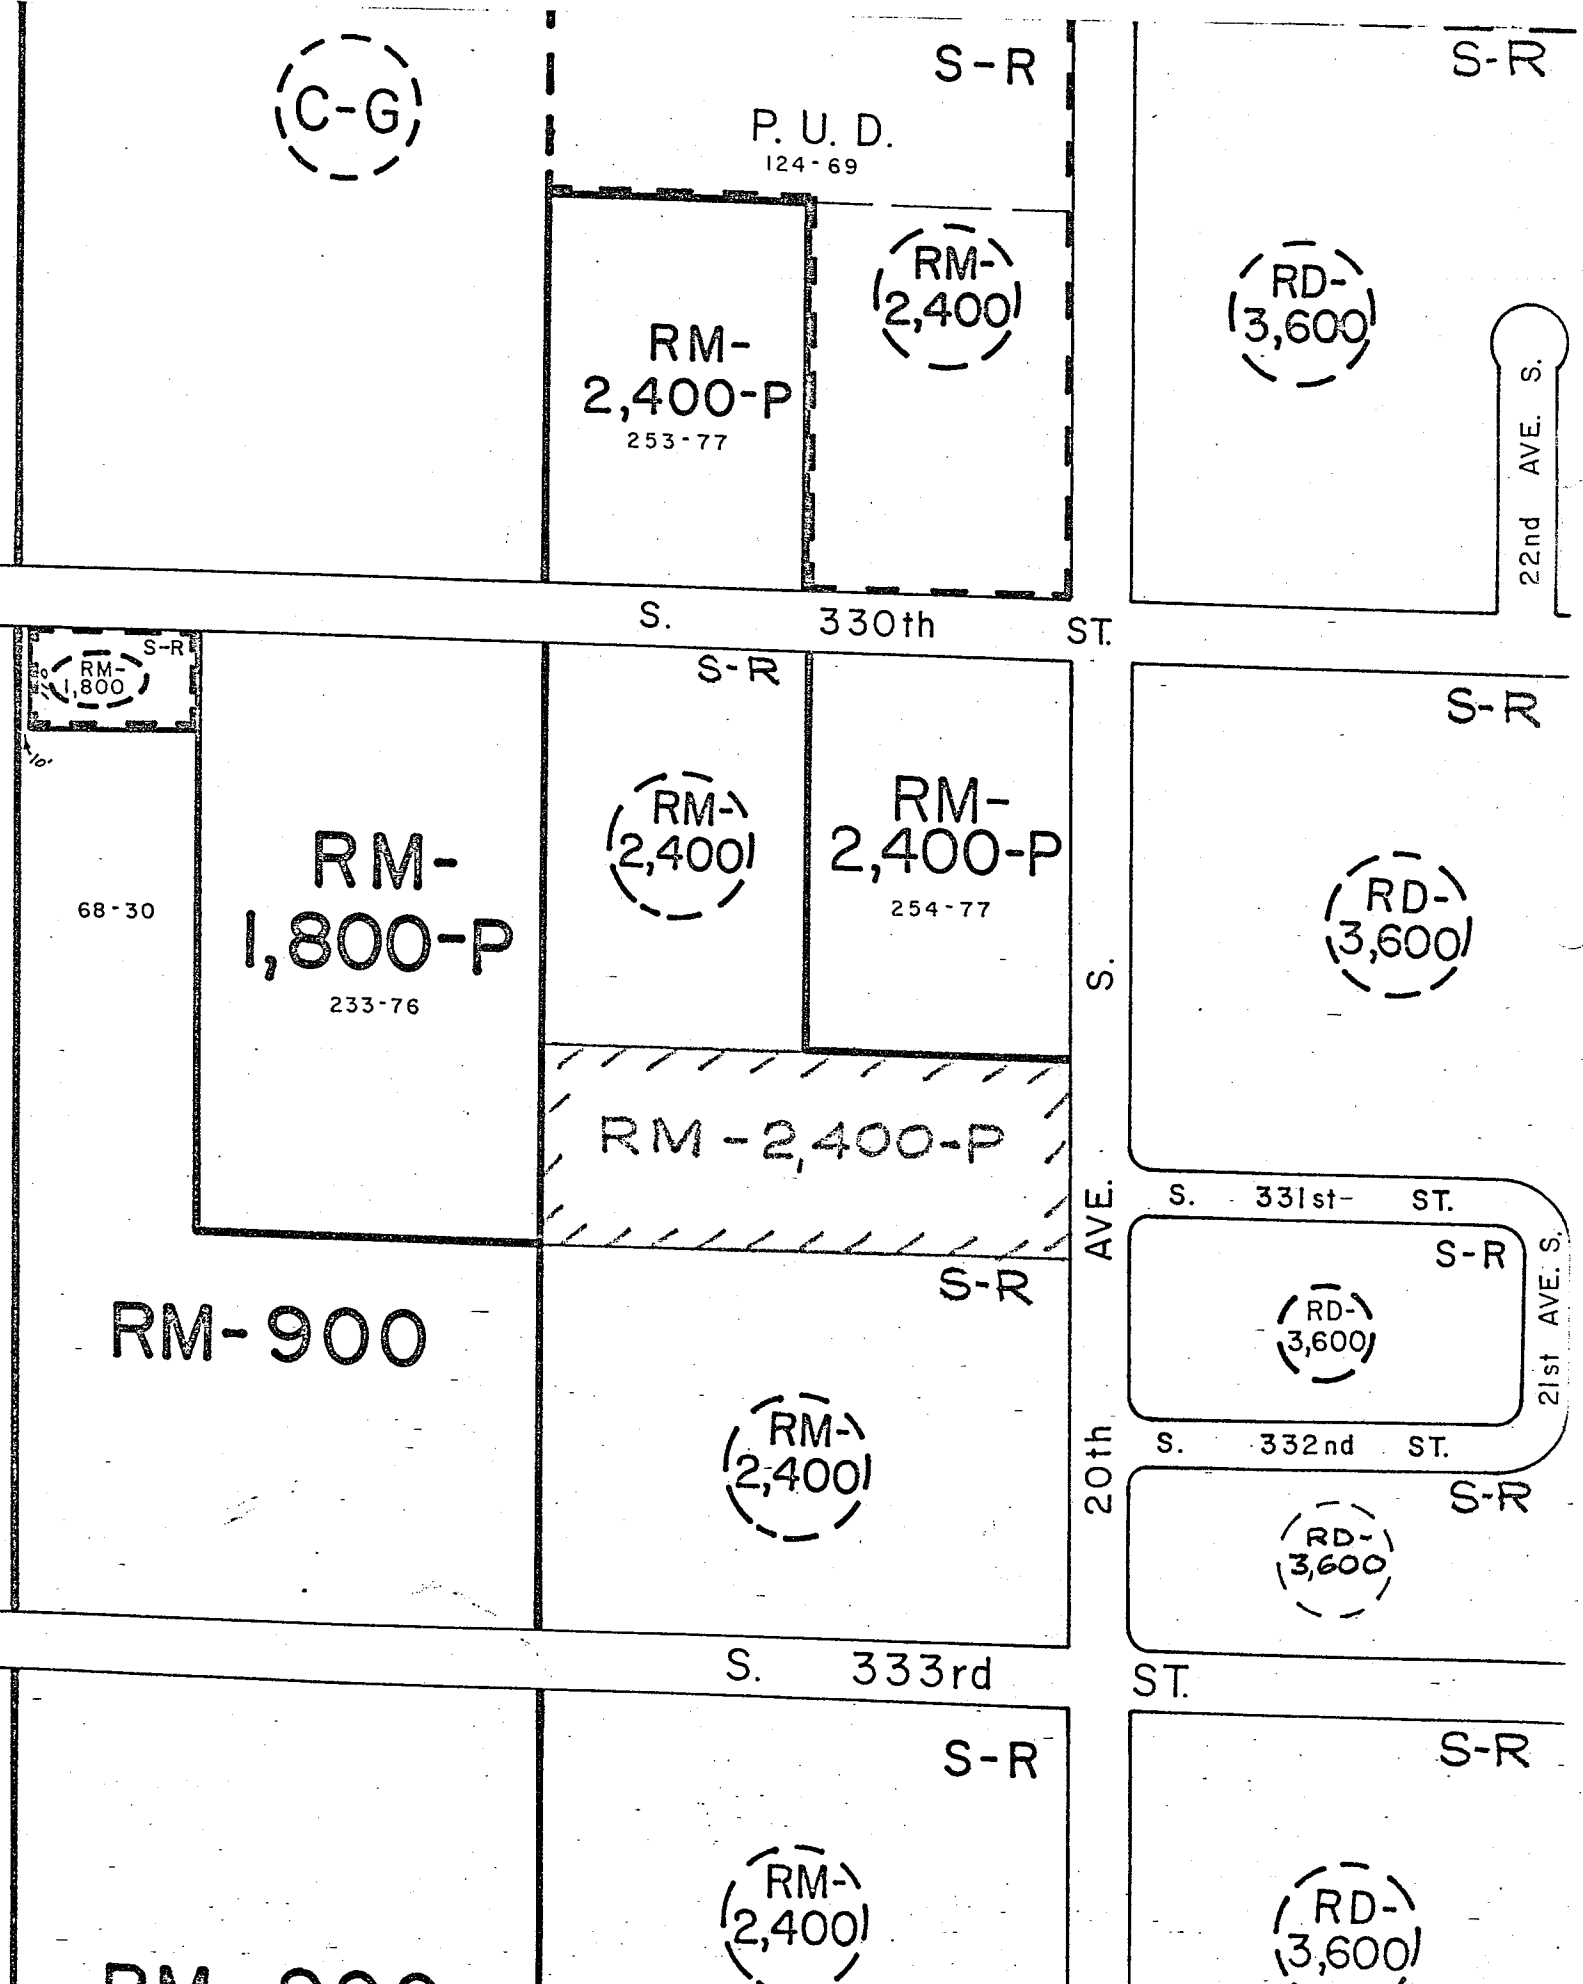 S-R
S-R
C-G
P. U. D.
124-69
RM-
2,400
RD-
3,600
RM-
2,400-P
253-77
22nd AVE. S.
S. 330th ST.
S-R
RM-
1,800
10'
S-R
S-R
RM-
2,400
RM-
2,400-P
254-77
RM-
1,800-P
233-76
68-30
RD-
3,600
20th AVE. S.
RM-2,400-P
S. 331st ST.
S-R
S-R
RD-
3,600
21st AVE. S.
RM-900
RM-
2,400
S. 332nd ST.
S-R
RD-
3,600
S. 333rd ST.
S-R
S-R
RM-
2,400
RD-
3,600
RM-900